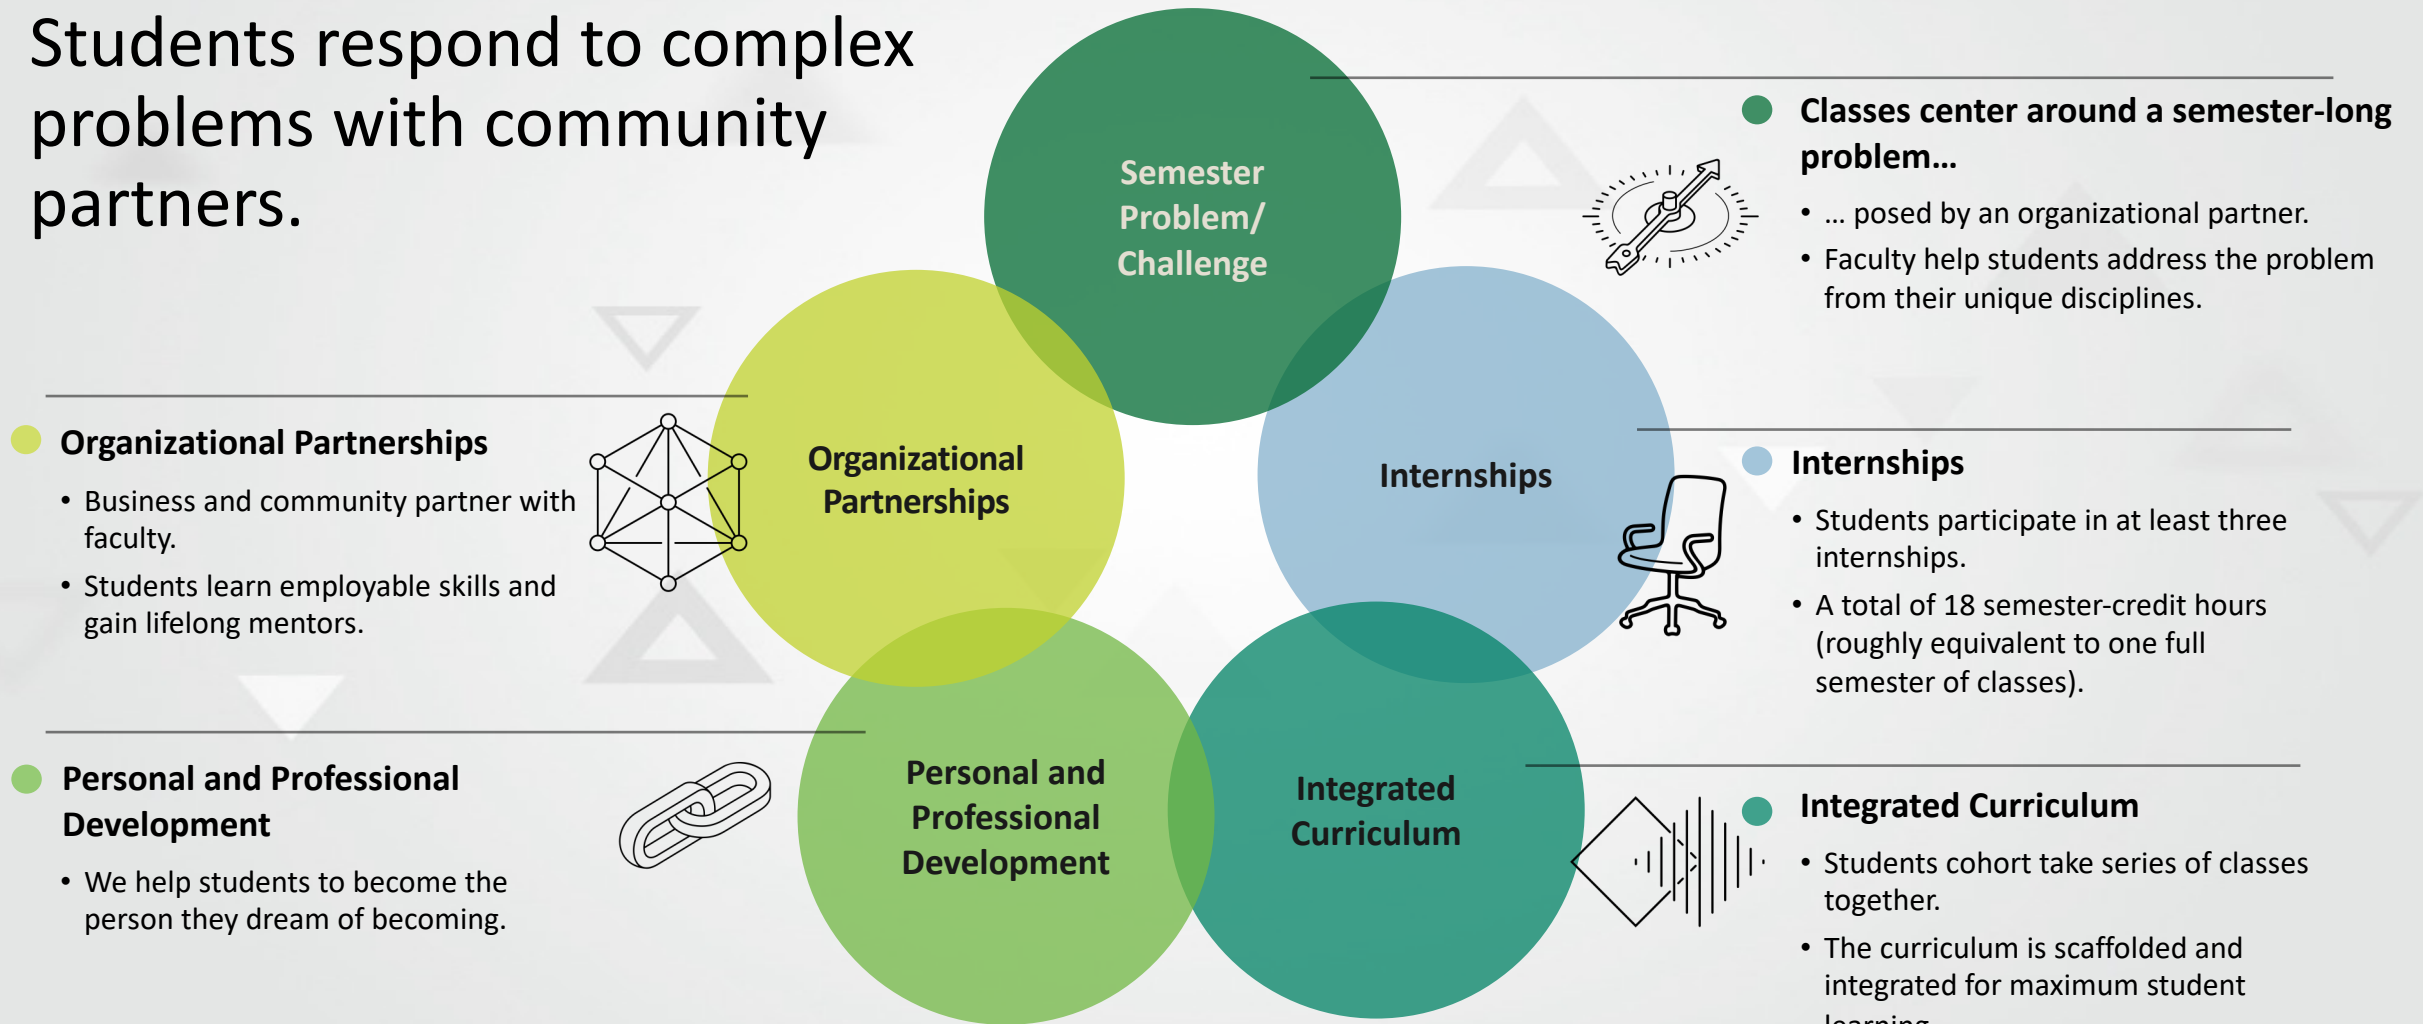 Students respond to complex
problems with community
partners.
Semester
Problem/
Challenge
Organizational
Partnerships
Internships
Personal and
Professional
Development
Integrated
Curriculum
Classes center around a semester-long
problem…
• … posed by an organizational partner.
• Faculty help students address the problem
from their unique disciplines.
Organizational Partnerships
• Business and community partner with
faculty.
• Students learn employable skills and
gain lifelong mentors.
Internships
• Students participate in at least three
internships.
• A total of 18 semester-credit hours
(roughly equivalent to one full
semester of classes).
Personal and Professional
Development
• We help students to become the
person they dream of becoming.
Integrated Curriculum
• Students cohort take series of classes
together.
• The curriculum is scaffolded and
integrated for maximum student
learning